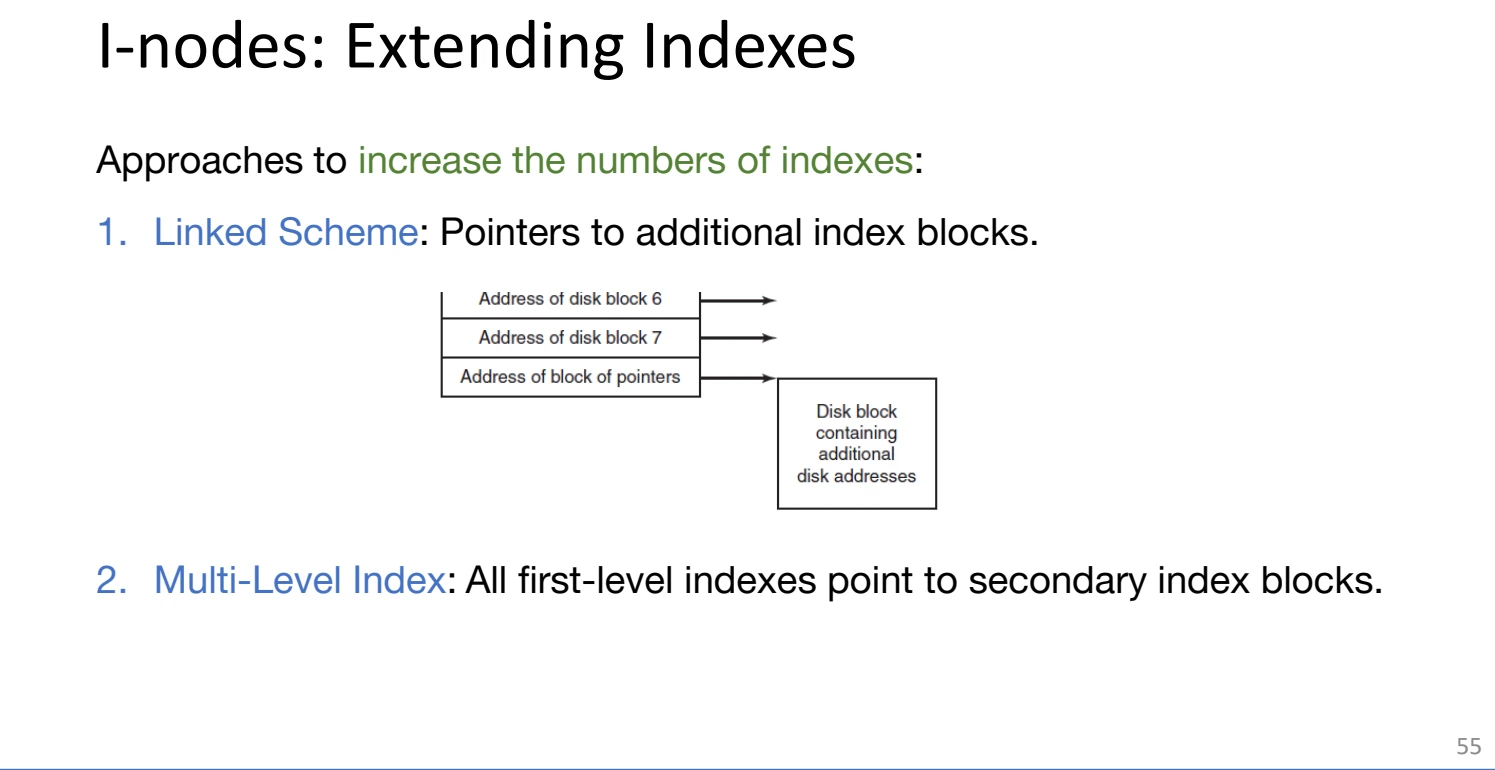 I-nodes: Extending Indexes
Approaches to increase the numbers of indexes:
1. Linked Scheme: Pointers to additional index blocks.
Address of disk block 6
Address of disk block 7
Address of block of pointers
Disk block
containing
additional
disk addresses
2. Multi-Level Index: All first-level indexes point to secondary index blocks.
55